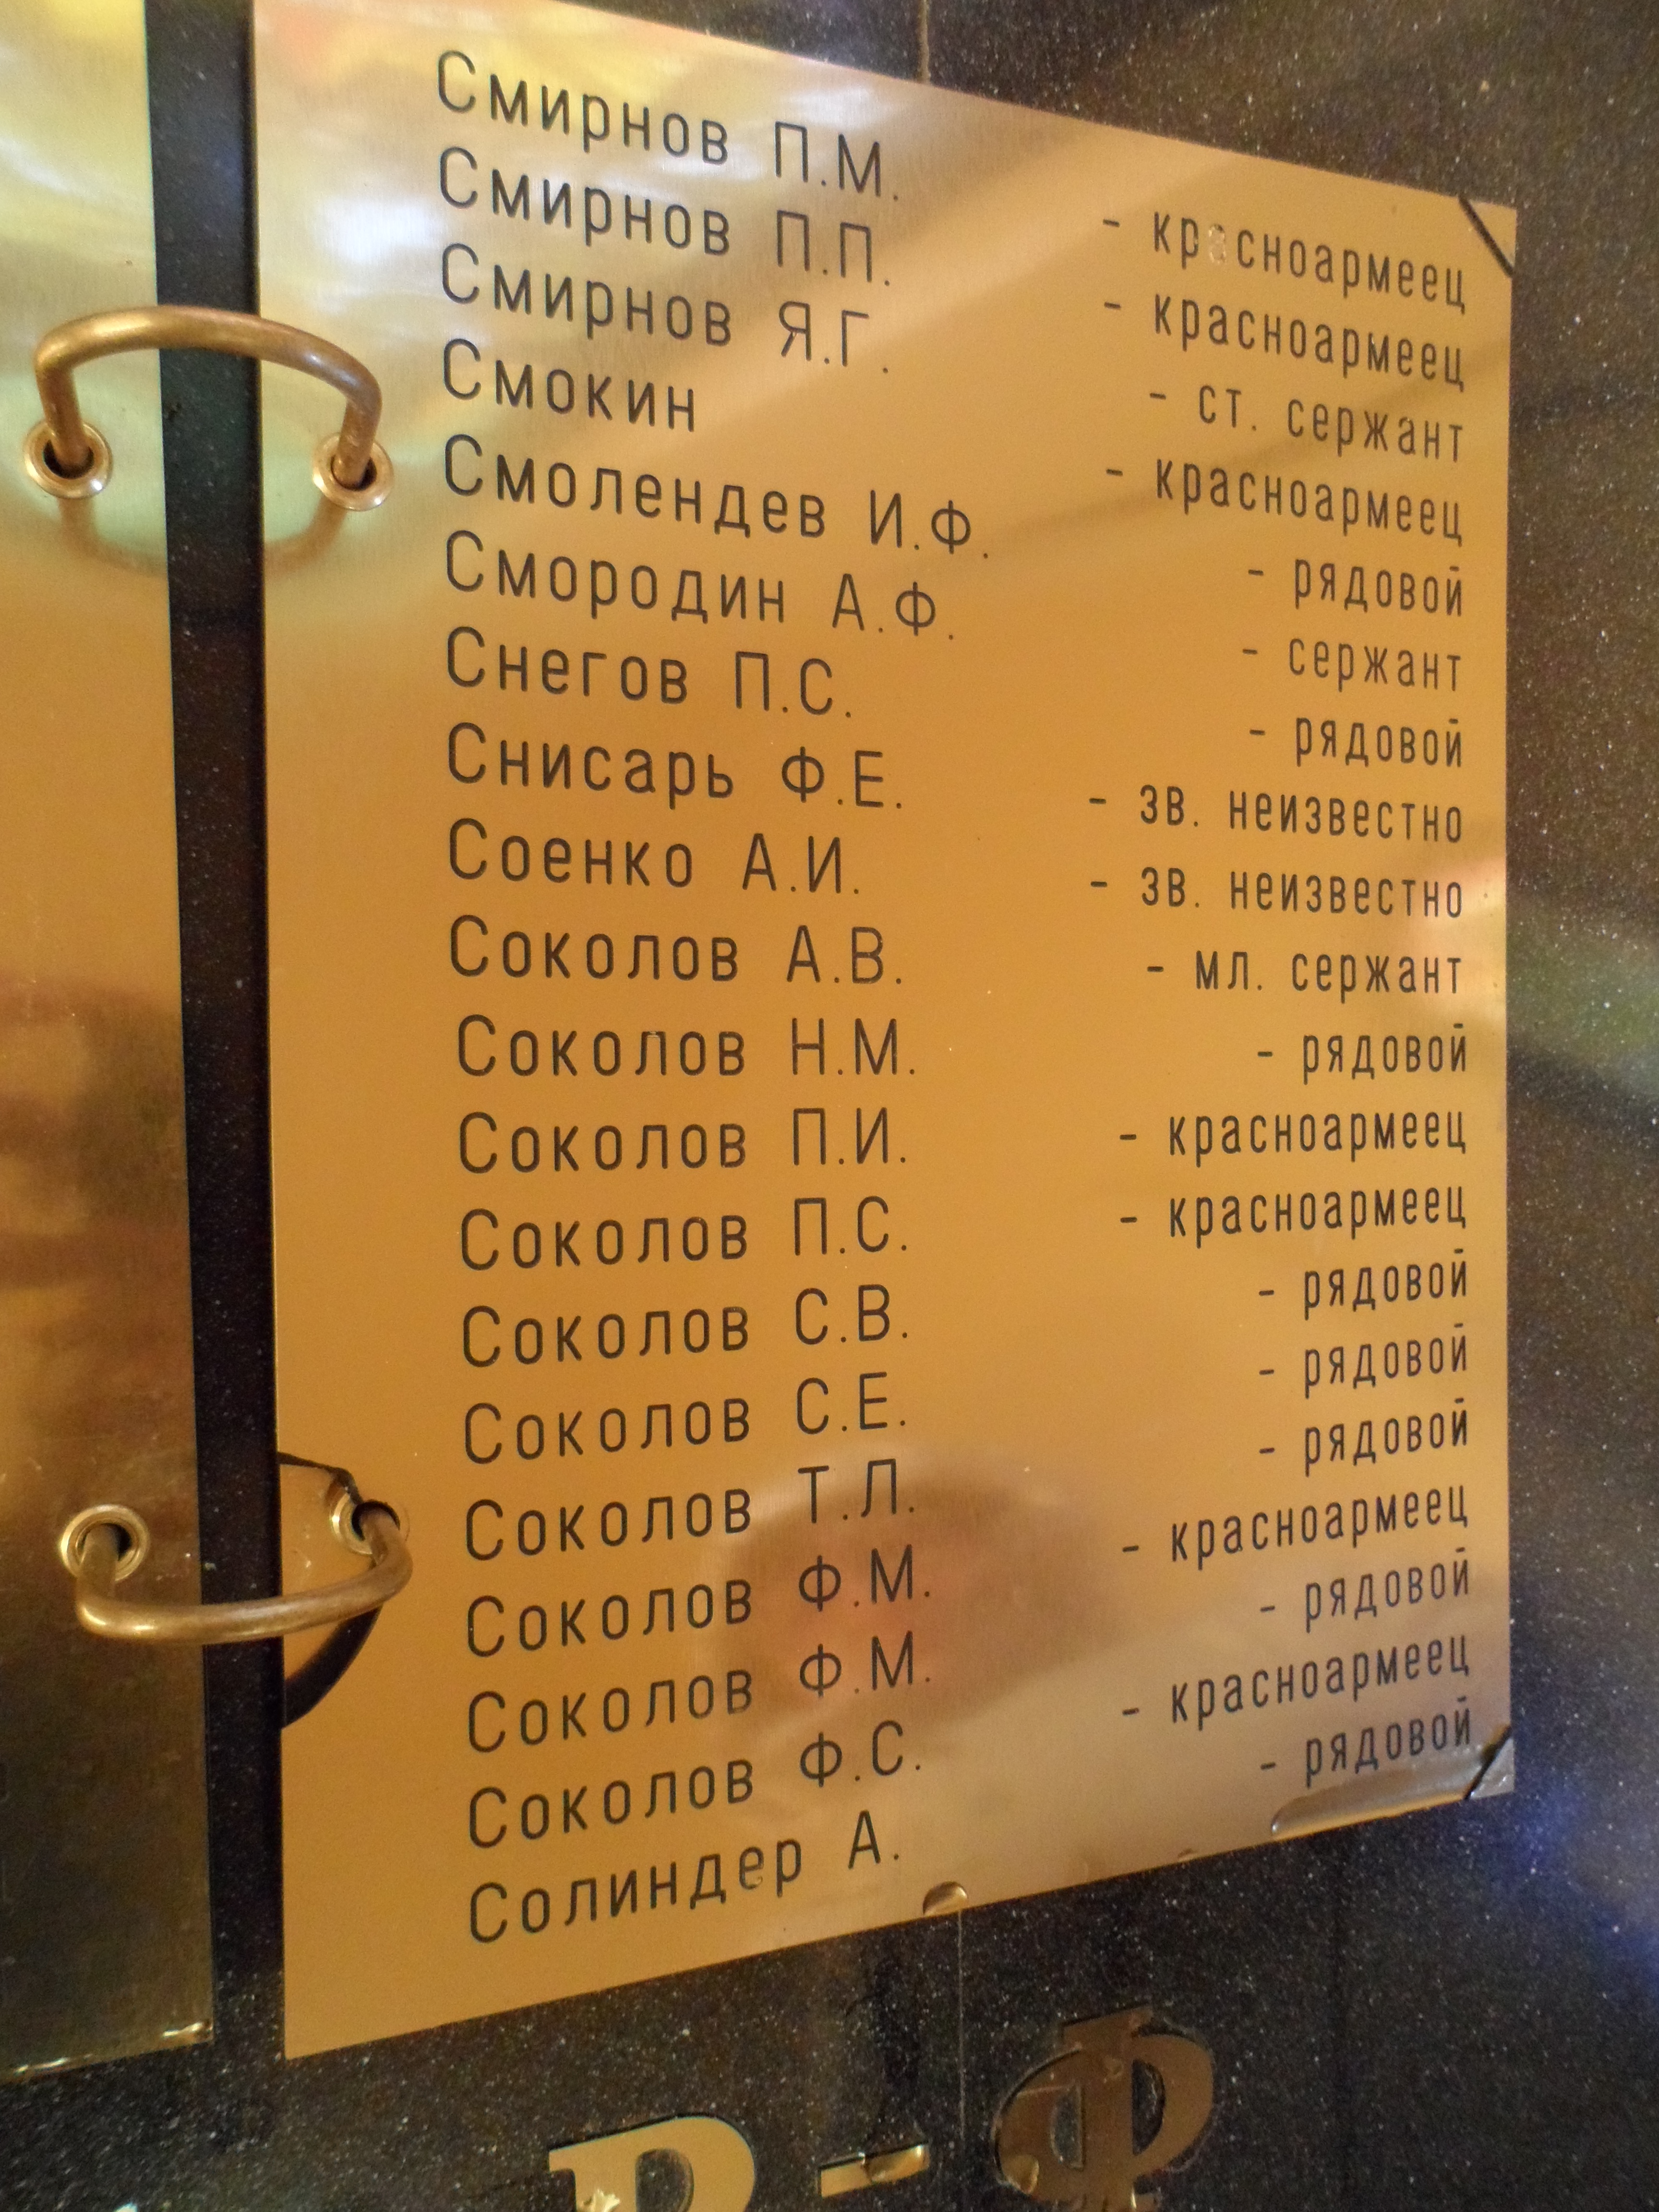 Смирнов П.М. - красноармеец
Смирнов П.П. - красноармеец
Смирнов Я.Г. - ст. сержант
Смокин - красноармеец
Смолендев И.Ф. - рядовой
Смородин А.Ф. - сержант
Снегов П.С. - рядовой
Снисарь Ф.Е. - зв. неизвестно
Соенко А.И. - зв. неизвестно
Соколов А.В. - мл. сержант
Соколов Н.М. - рядовой
Соколов П.И. - красноармеец
Соколов П.С. - красноармеец
Соколов С.В. - рядовой
Соколов С.Е. - рядовой
Соколов Т.Л. - рядовой
Соколов Ф.М. - красноармеец
Соколов Ф.М. - рядовой
Соколов Ф.С. - красноармеец
Солиндер А. - рядовой
Р-Ф